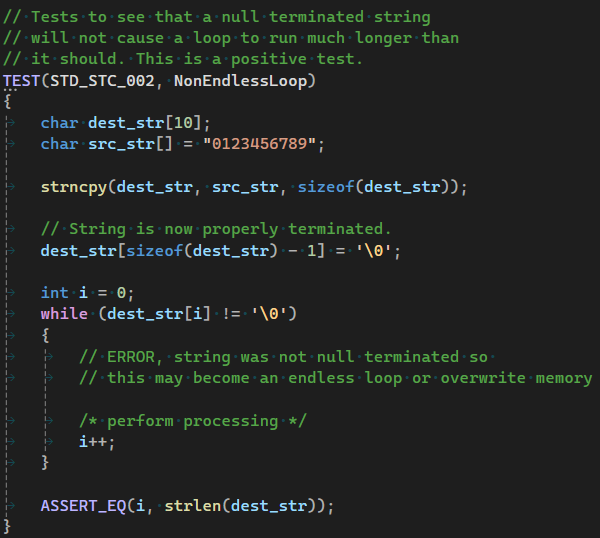 // Tests to see that a null terminated string
// will not cause a loop to run much longer than
// it should. This is a positive test.
TEST(STD_STC_002, NonEndlessLoop)
{
    char dest_str[10];
    char src_str[] = "0123456789";

    strncpy(dest_str, src_str, sizeof(dest_str));

    // String is now properly terminated.
    dest_str[sizeof(dest_str) - 1] = '\0';

    int i = 0;
    while (dest_str[i] != '\0')
    {
        // ERROR, string was not null terminated so
        // this may become an endless loop or overwrite memory

        /* perform processing */
        i++;
    }

    ASSERT_EQ(i, strlen(dest_str));
}